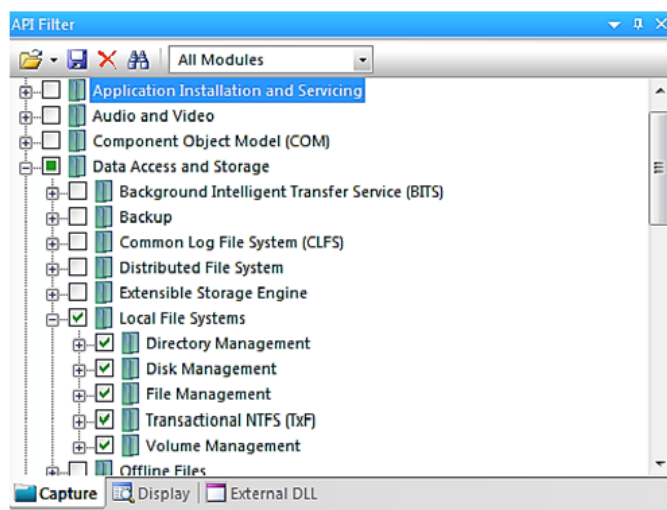 API Filter
All Modules
Application Installation and Servicing
Audio and Video
Component Object Model (COM)
Data Access and Storage
Background Intelligent Transfer Service (BITS)
Backup
Common Log File System (CLFS)
Distributed File System
Extensible Storage Engine
Local File Systems
Directory Management
Disk Management
File Management
Transactional NTFS (TxF)
Volume Management
Offline Files
Capture Display External DLL